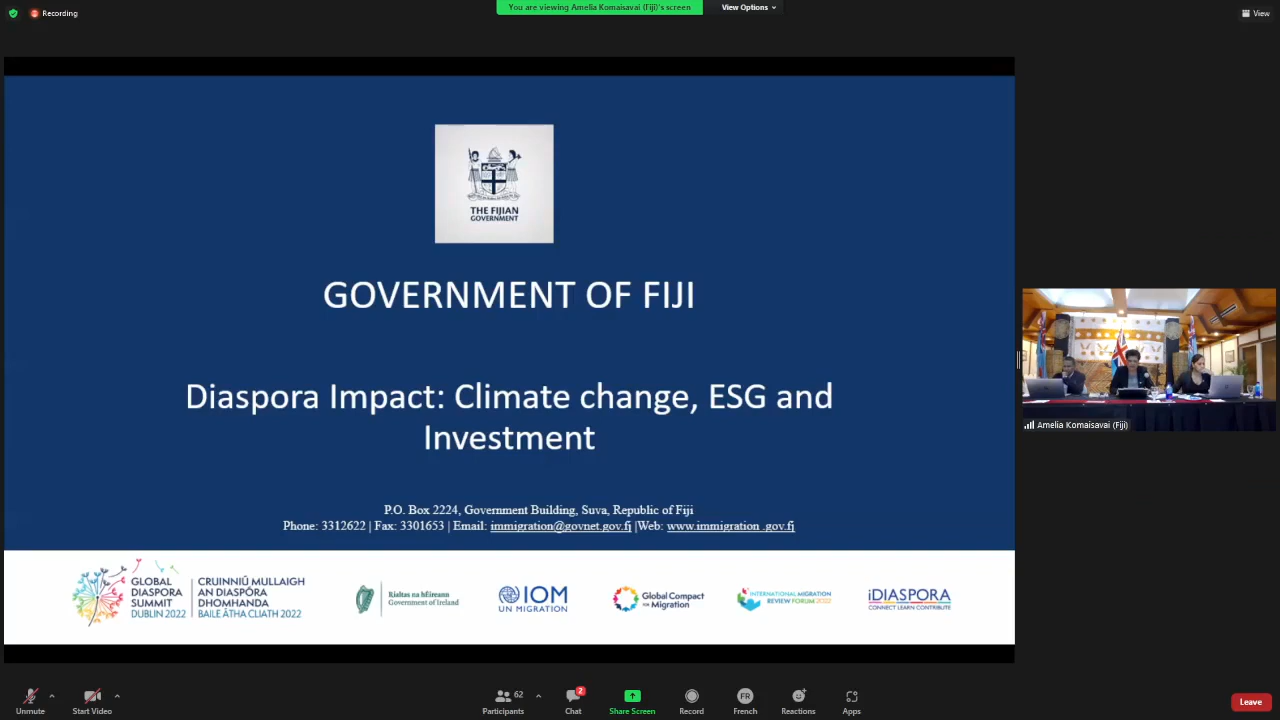 Recording
You are viewing Amelia Komaisavai (Fiji)'s screen
View Options
View
THE FIJIAN
GOVERNMENT
GOVERNMENT OF FIJI
Diaspora Impact: Climate change, ESG and
Investment
P.O. Box 2224, Government Building, Suva, Republic of Fiji
Phone: 3312622 | Fax: 3301653 | Email: immigration@govnet.gov.fj |Web: www.immigration .gov.fj
Amelia Komaisavai (Fiji)
GLOBAL
DIASPORA
SUMMIT
DUBLIN 2022
CRUINNIÚ MULLAIGH
AN DIASPÓRA
DHOMHANDA
BAILE ÁTHA CLIATH 2022
Rialtas na hÉireann
Government of Ireland
IOM
UN MIGRATION
Global Compact
for Migration
INTERNATIONAL MIGRATION
REVIEW FORUM 2022
iDIASPORA
CONNECT LEARN CONTRIBUTE
Unmute
Start Video
62
Participants
2
Chat
Share Screen
Record
FR
French
Reactions
Apps
Leave